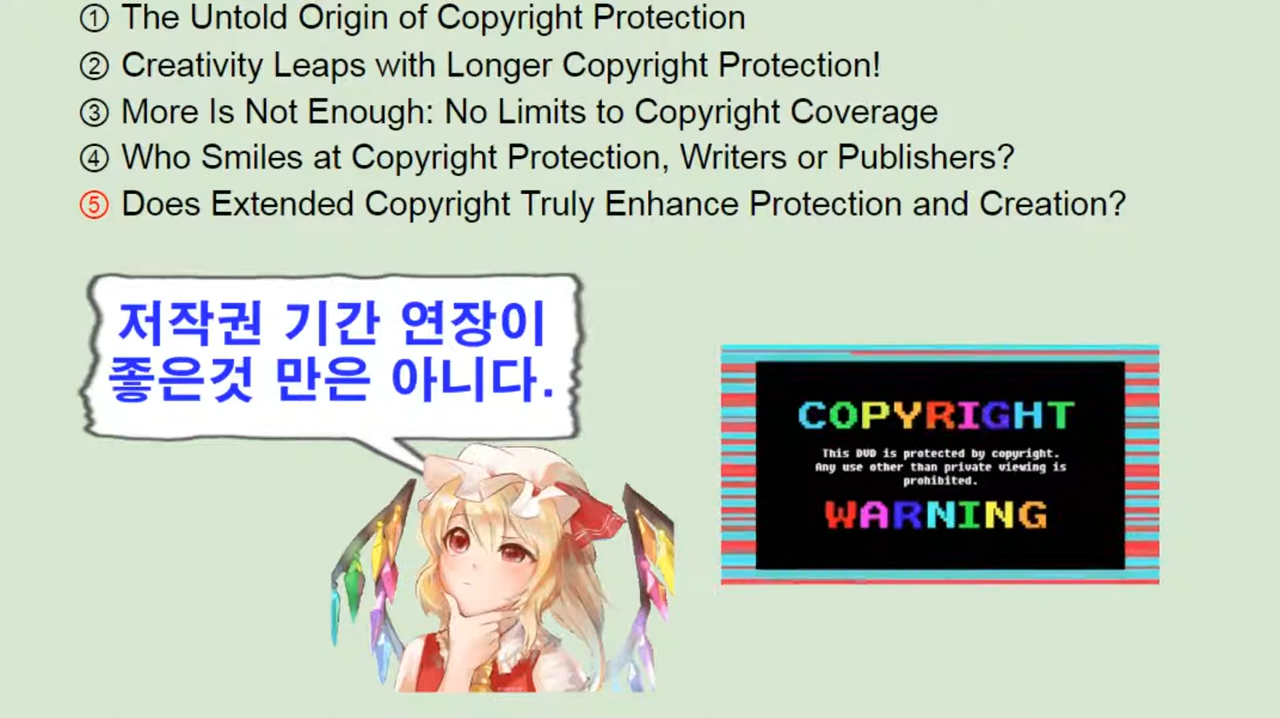 ① The Untold Origin of Copyright Protection
② Creativity Leaps with Longer Copyright Protection!
③ More Is Not Enough: No Limits to Copyright Coverage
④ Who Smiles at Copyright Protection, Writers or Publishers?
⑤ Does Extended Copyright Truly Enhance Protection and Creation?
저작권 기간 연장이
좋은것 만은 아니다.
COPYRIGHT
This DVD is protected by copyright.
Any use other than private viewing is
prohibited.
WARNING